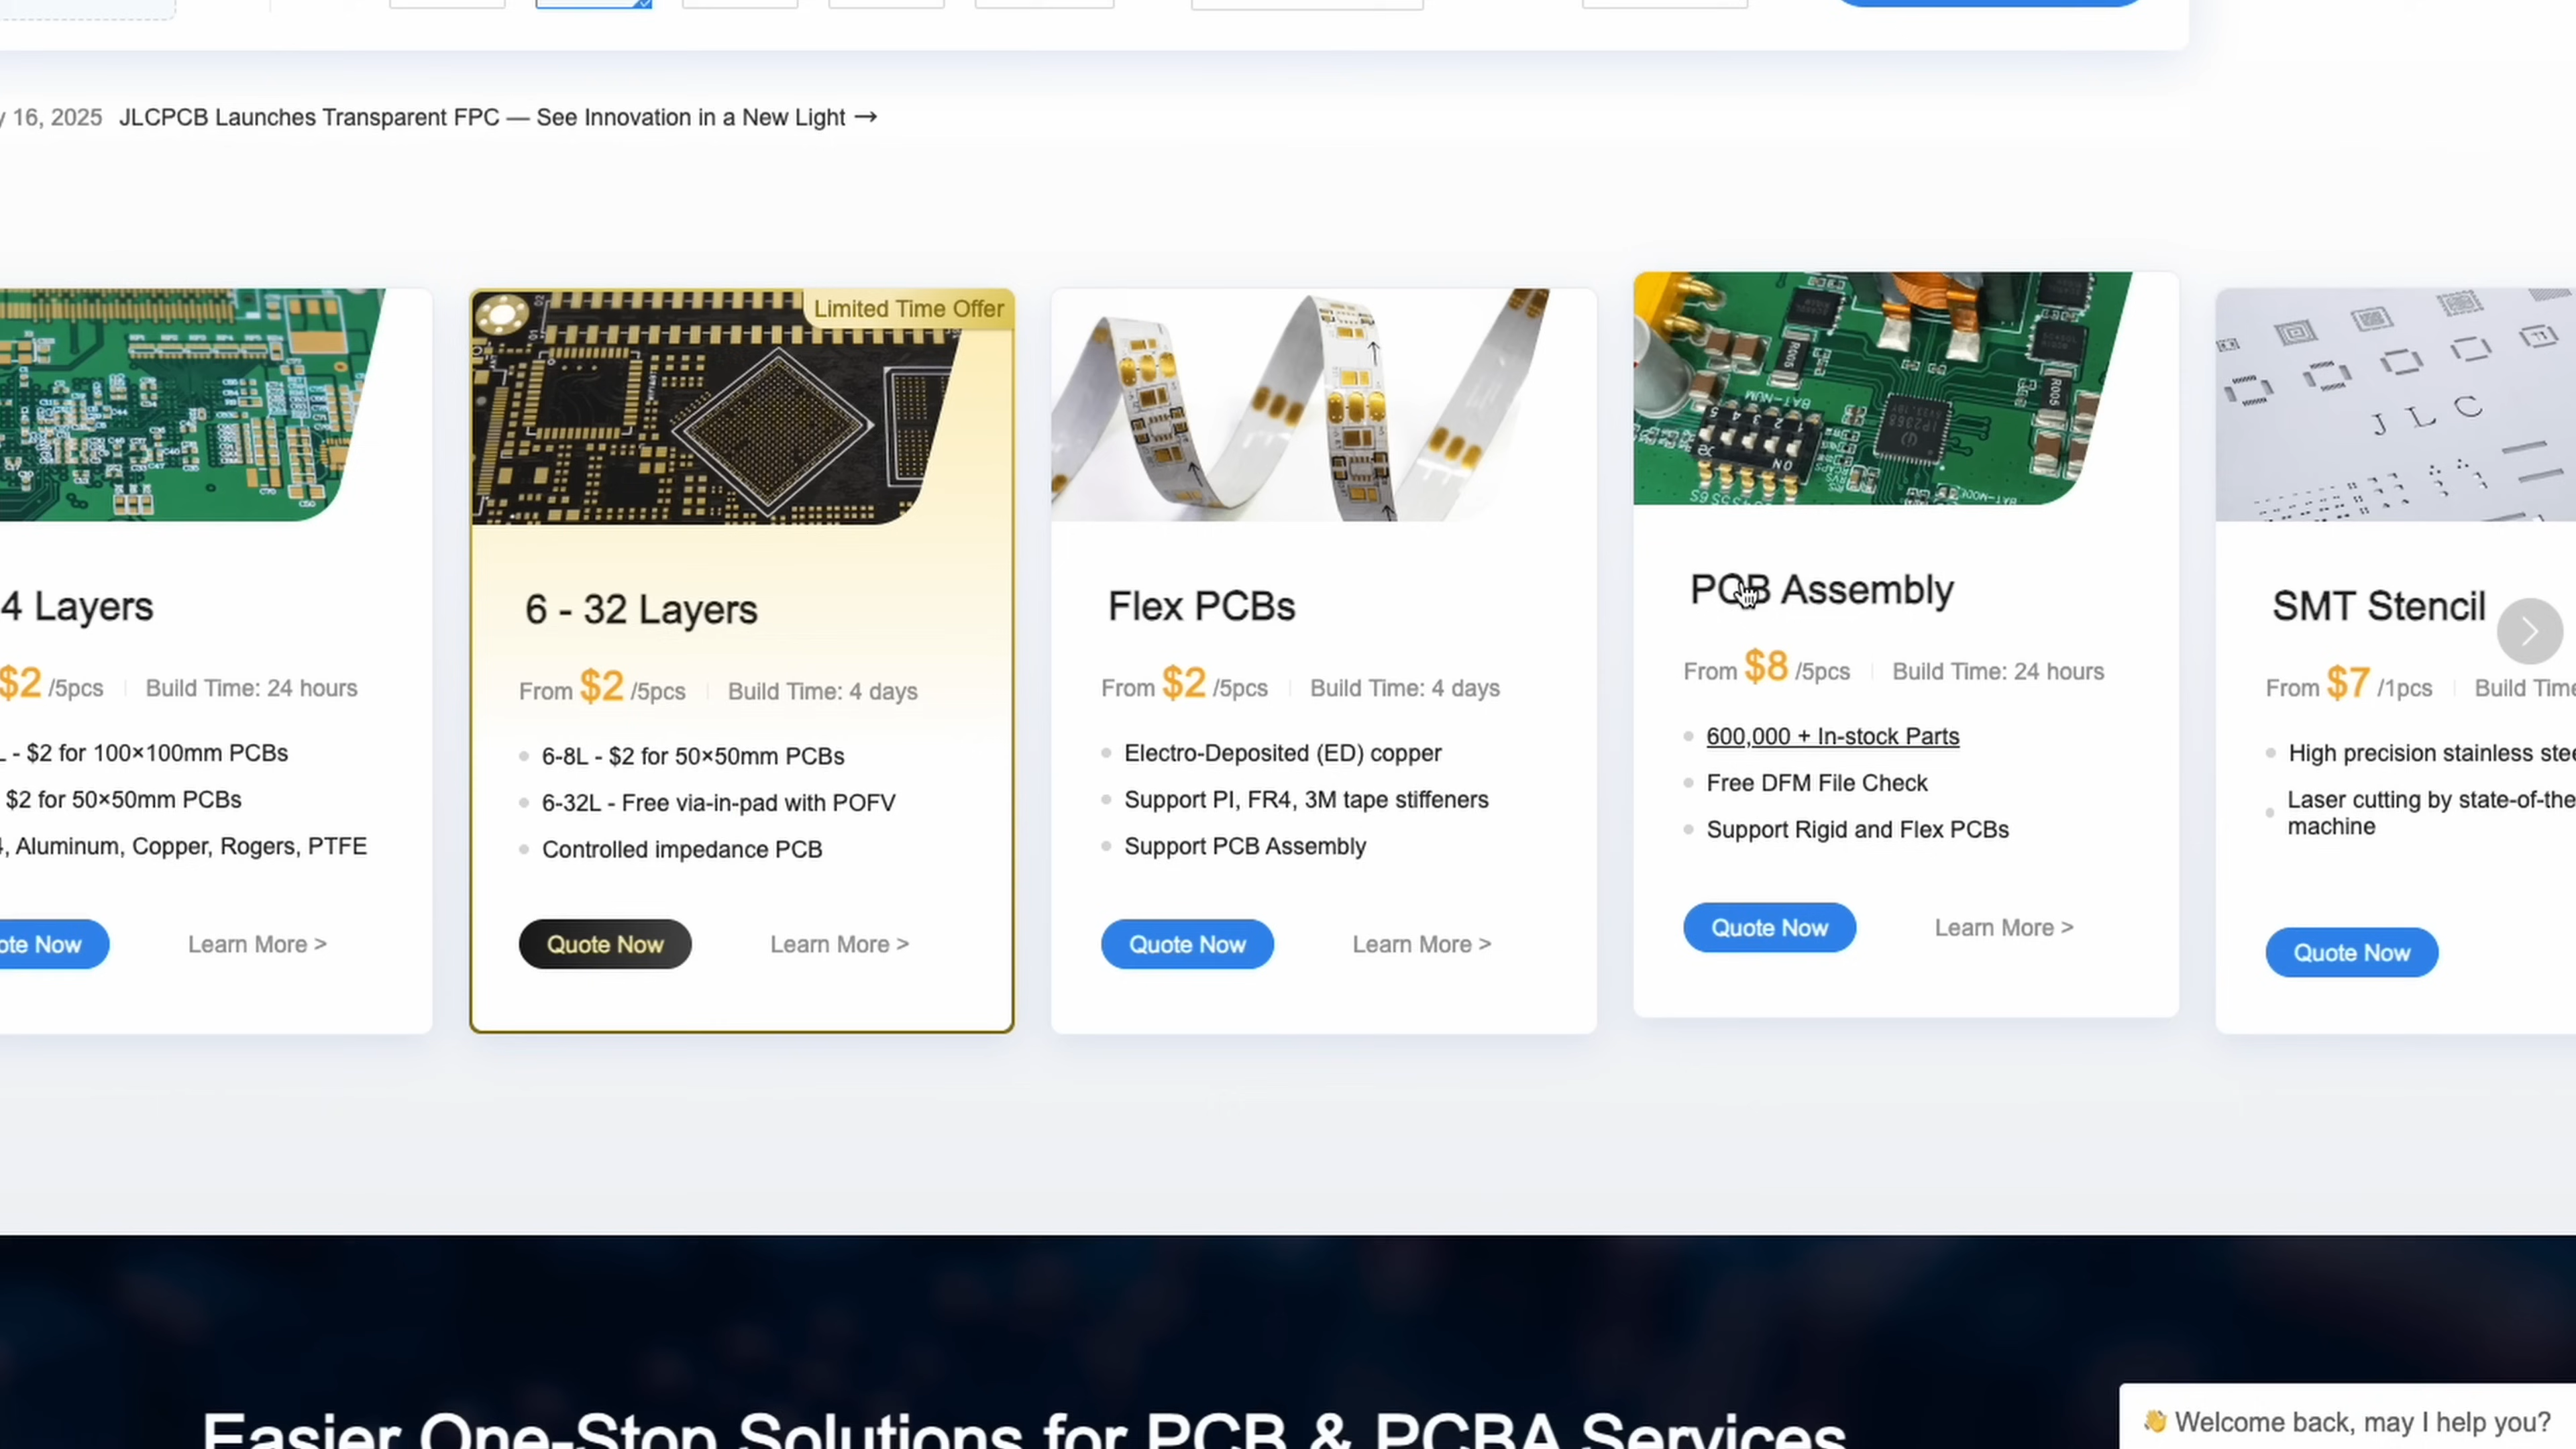 16, 2025 JLCPCB Launches Transparent FPC — See Innovation in a New Light →
Limited Time Offer
4 Layers
$2 /5pcs Build Time: 24 hours
- $2 for 100×100mm PCBs
$2 for 50×50mm PCBs
, Aluminum, Copper, Rogers, PTFE
Now
Learn More >
6 - 32 Layers
From $2 /5pcs Build Time: 4 days
6-8L - $2 for 50×50mm PCBs
6-32L - Free via-in-pad with POFV
Controlled impedance PCB
Quote Now
Learn More >
Flex PCBs
From $2 /5pcs Build Time: 4 days
Electro-Deposited (ED) copper
Support PI, FR4, 3M tape stiffeners
Support PCB Assembly
Quote Now
Learn More >
PCB Assembly
From $8 /5pcs Build Time: 24 hours
600,000 + In-stock Parts
Free DFM File Check
Support Rigid and Flex PCBs
Quote Now
Learn More >
JLC
SMT Stencil
From $7 /1pcs Build
High precision stainless
Laser cutting by state-of-the
machine
Quote Now
Easier One-Stop Solutions for PCB & PCBA Services
👋 Welcome back, may I help you?